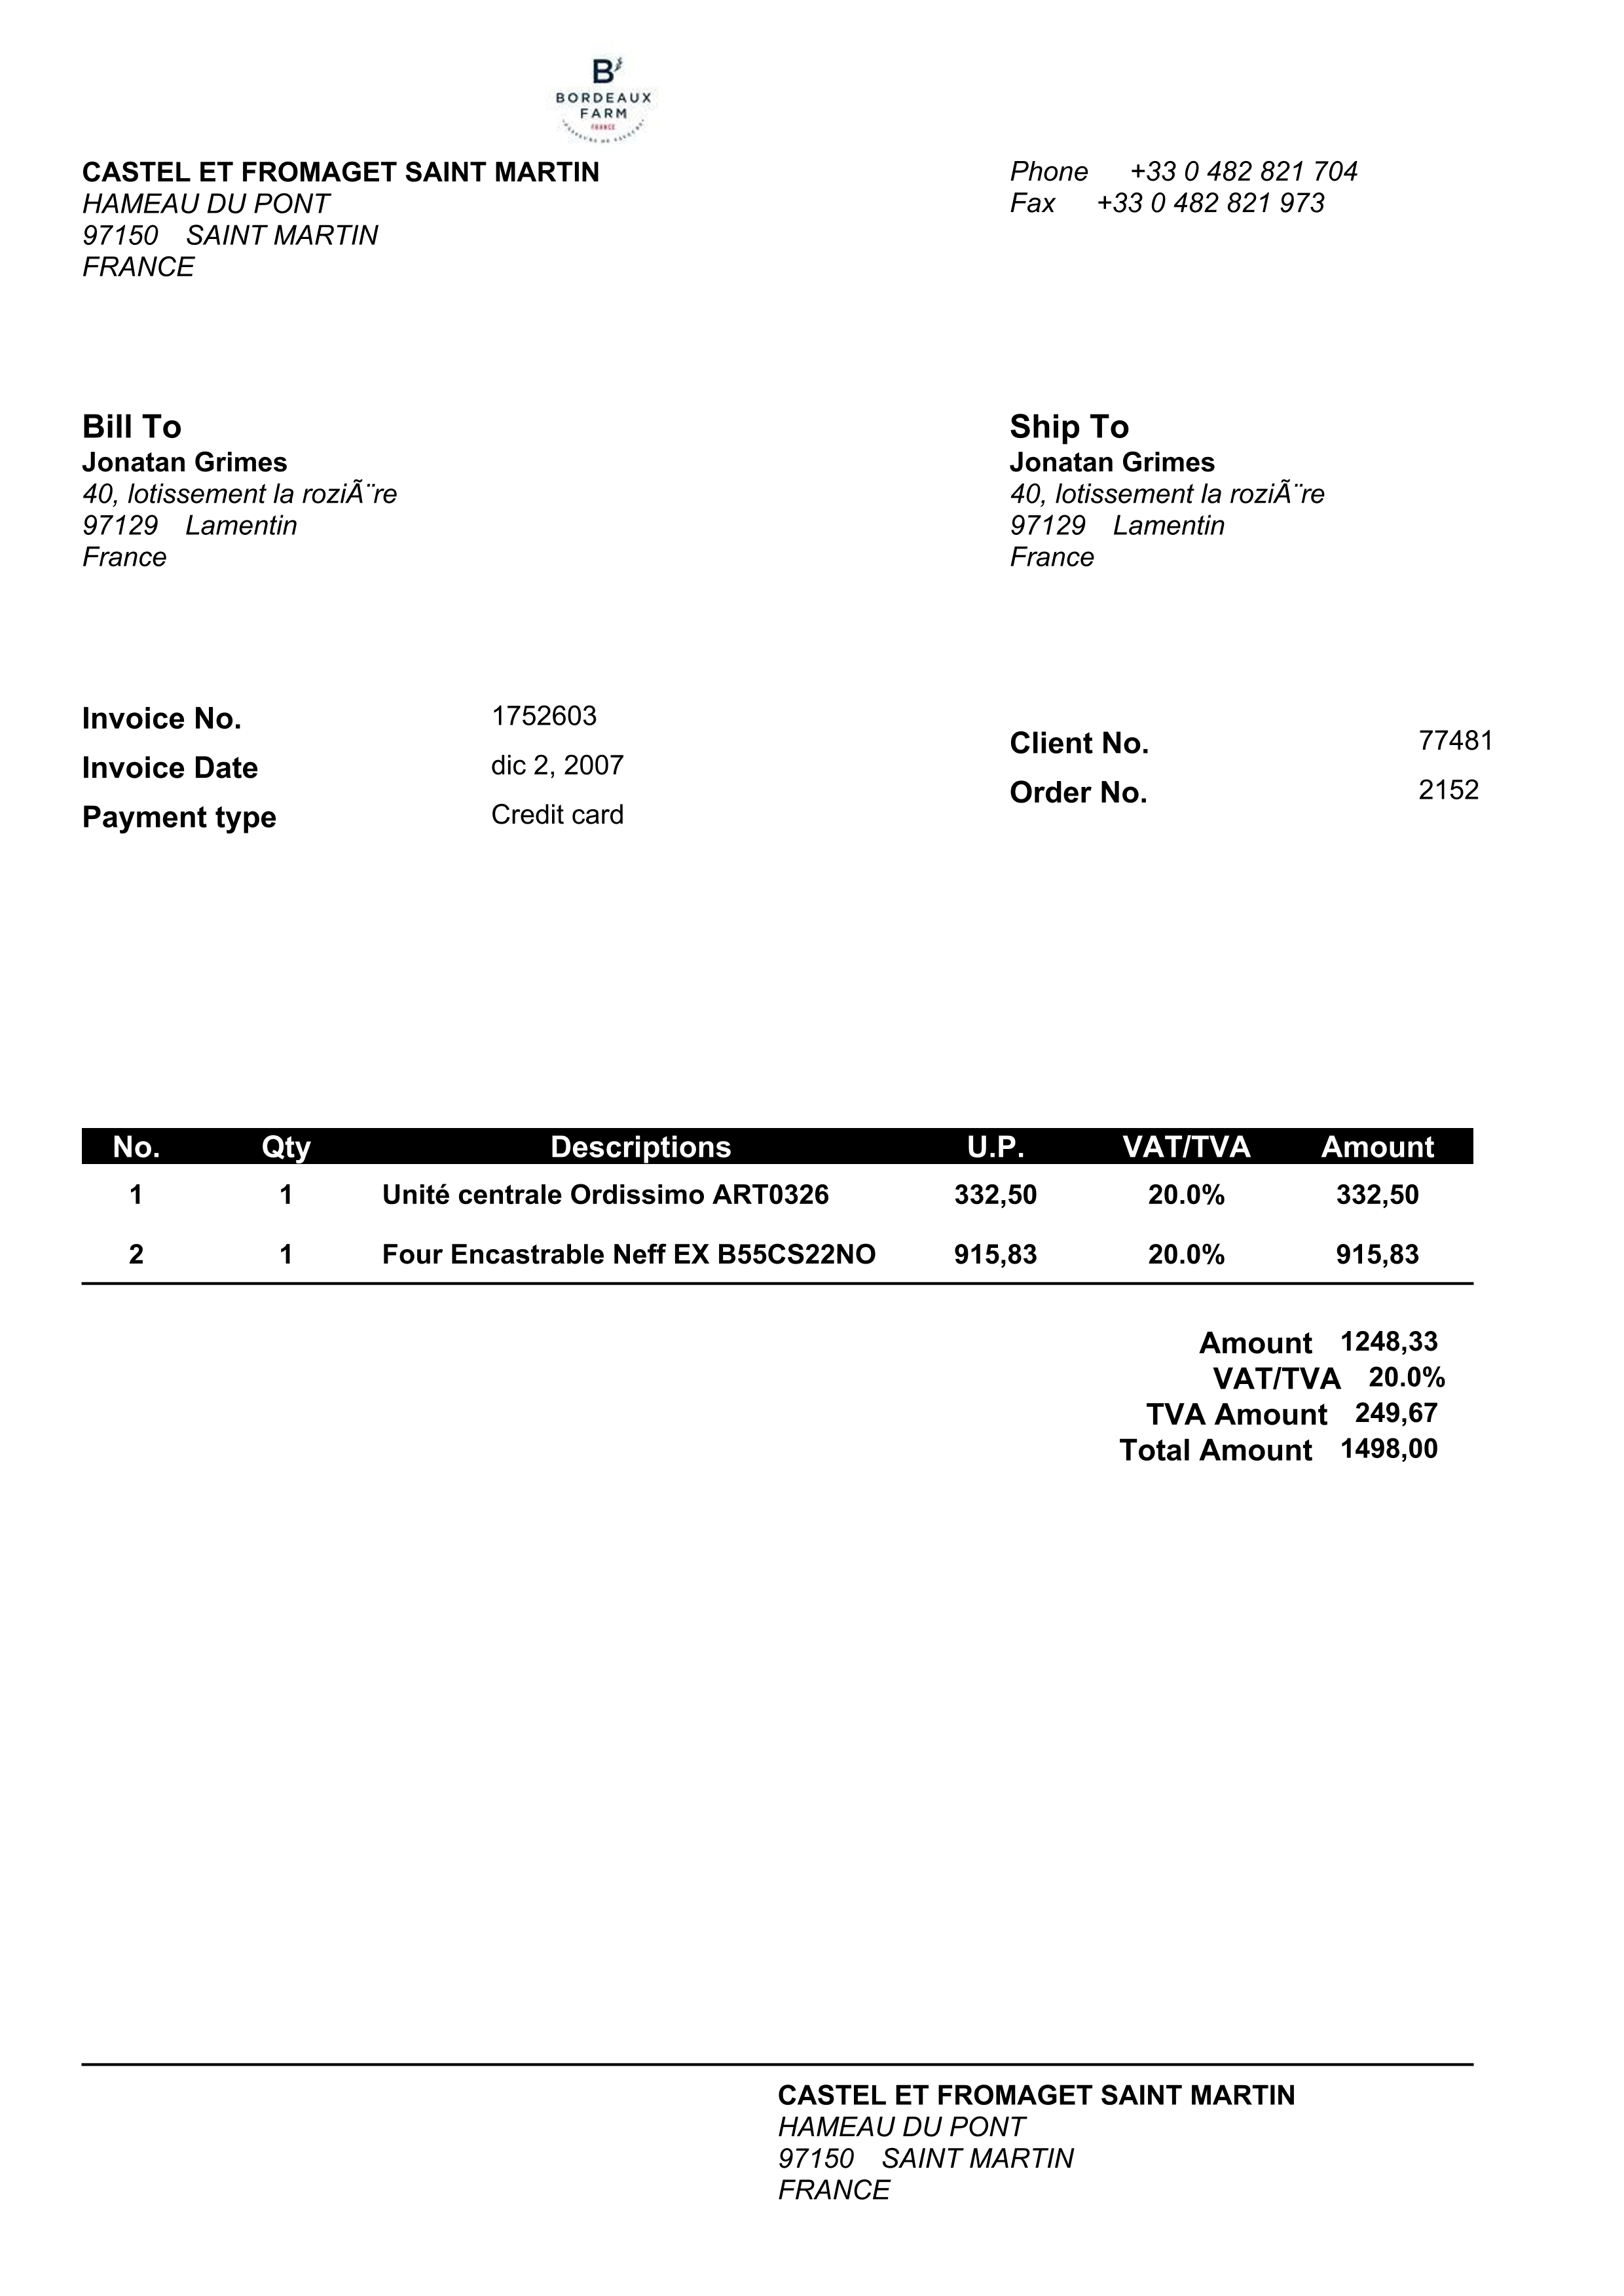 B
BORDEAUX
FARM
FRANCE
CASTEL ET FROMAGET SAINT MARTIN
HAMEAU DU PONT
97150 SAINT MARTIN
FRANCE
Phone +33 0 482 821 704
Fax +33 0 482 821 973
Bill To
Jonatan Grimes
40, lotissement la roziÃ¨re
97129 Lamentin
France
Ship To
Jonatan Grimes
40, lotissement la roziÃ¨re
97129 Lamentin
France
Invoice No. 1752603
Invoice Date dic 2, 2007
Payment type Credit card
Client No. 77481
Order No. 2152
No. Qty Descriptions U.P. VAT/TVA Amount
1 1 Unité centrale Ordissimo ART0326 332,50 20.0% 332,50
2 1 Four Encastrable Neff EX B55CS22NO 915,83 20.0% 915,83
Amount 1248,33
VAT/TVA 20.0%
TVA Amount 249,67
Total Amount 1498,00
CASTEL ET FROMAGET SAINT MARTIN
HAMEAU DU PONT
97150 SAINT MARTIN
FRANCE